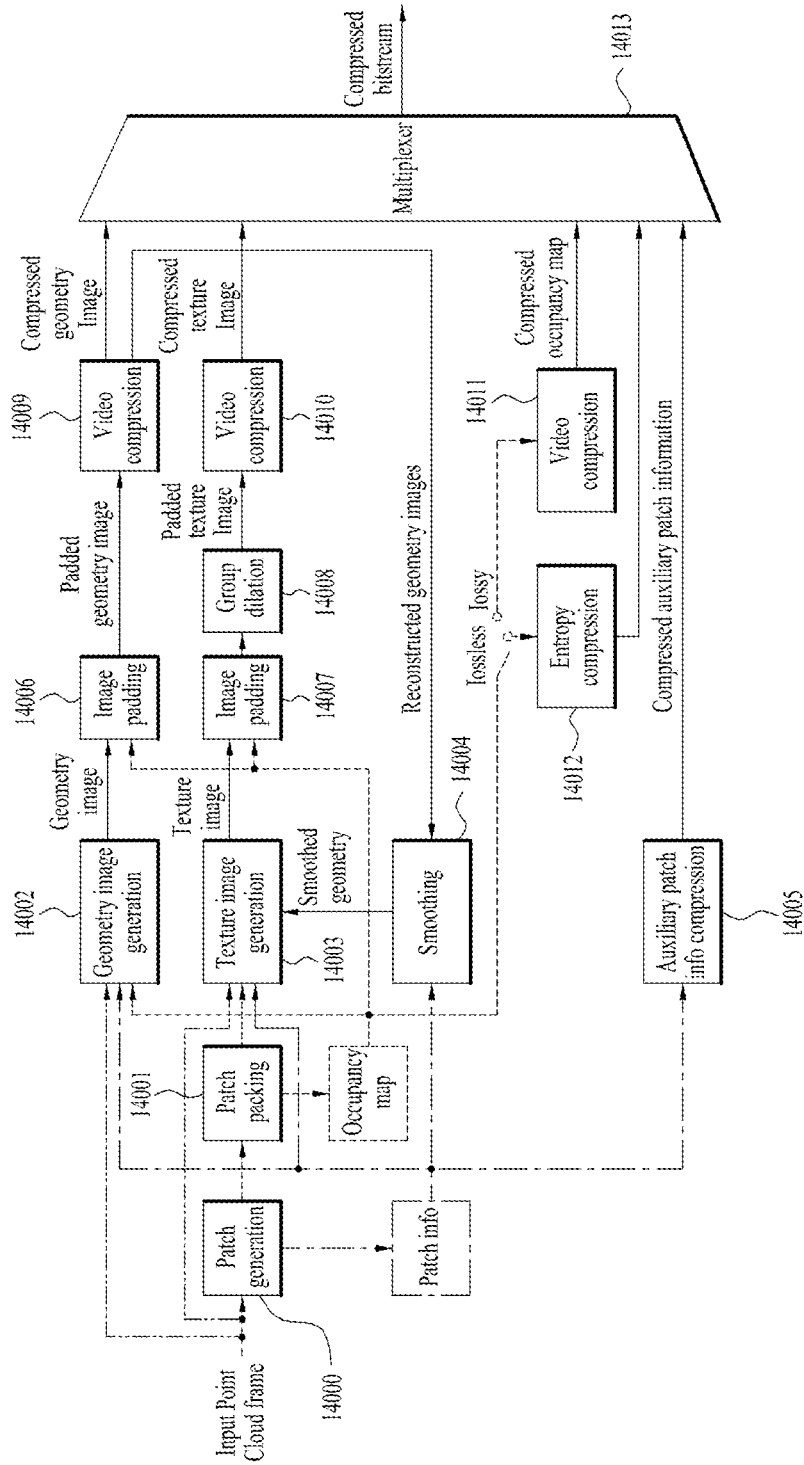 Input Point
Cloud frame
14000
Patch
generation
Patch info
14001
Patch
packing
Occupancy
map
14002
Geometry image
generation
Texture image
generation
14003
Smoothed
geometry
Smoothing
14004
Auxiliary patch
info compression
14005
Geometry
image
Texture
image
14006
Image
padding
Image
padding
14007
Group
dilation
14008
Padded
geometry image
Padded
texture
Image
14009
Video
compression
Video
compression
14010
Reconstructed geometry images
lossless
lossy
Entropy
compression
14012
14011
Video
compression
Compressed
geometry
Image
Compressed
texture
Image
Compressed
occupancy map
Compressed auxiliary patch information
Multiplexer
Compressed
bitstream
14013